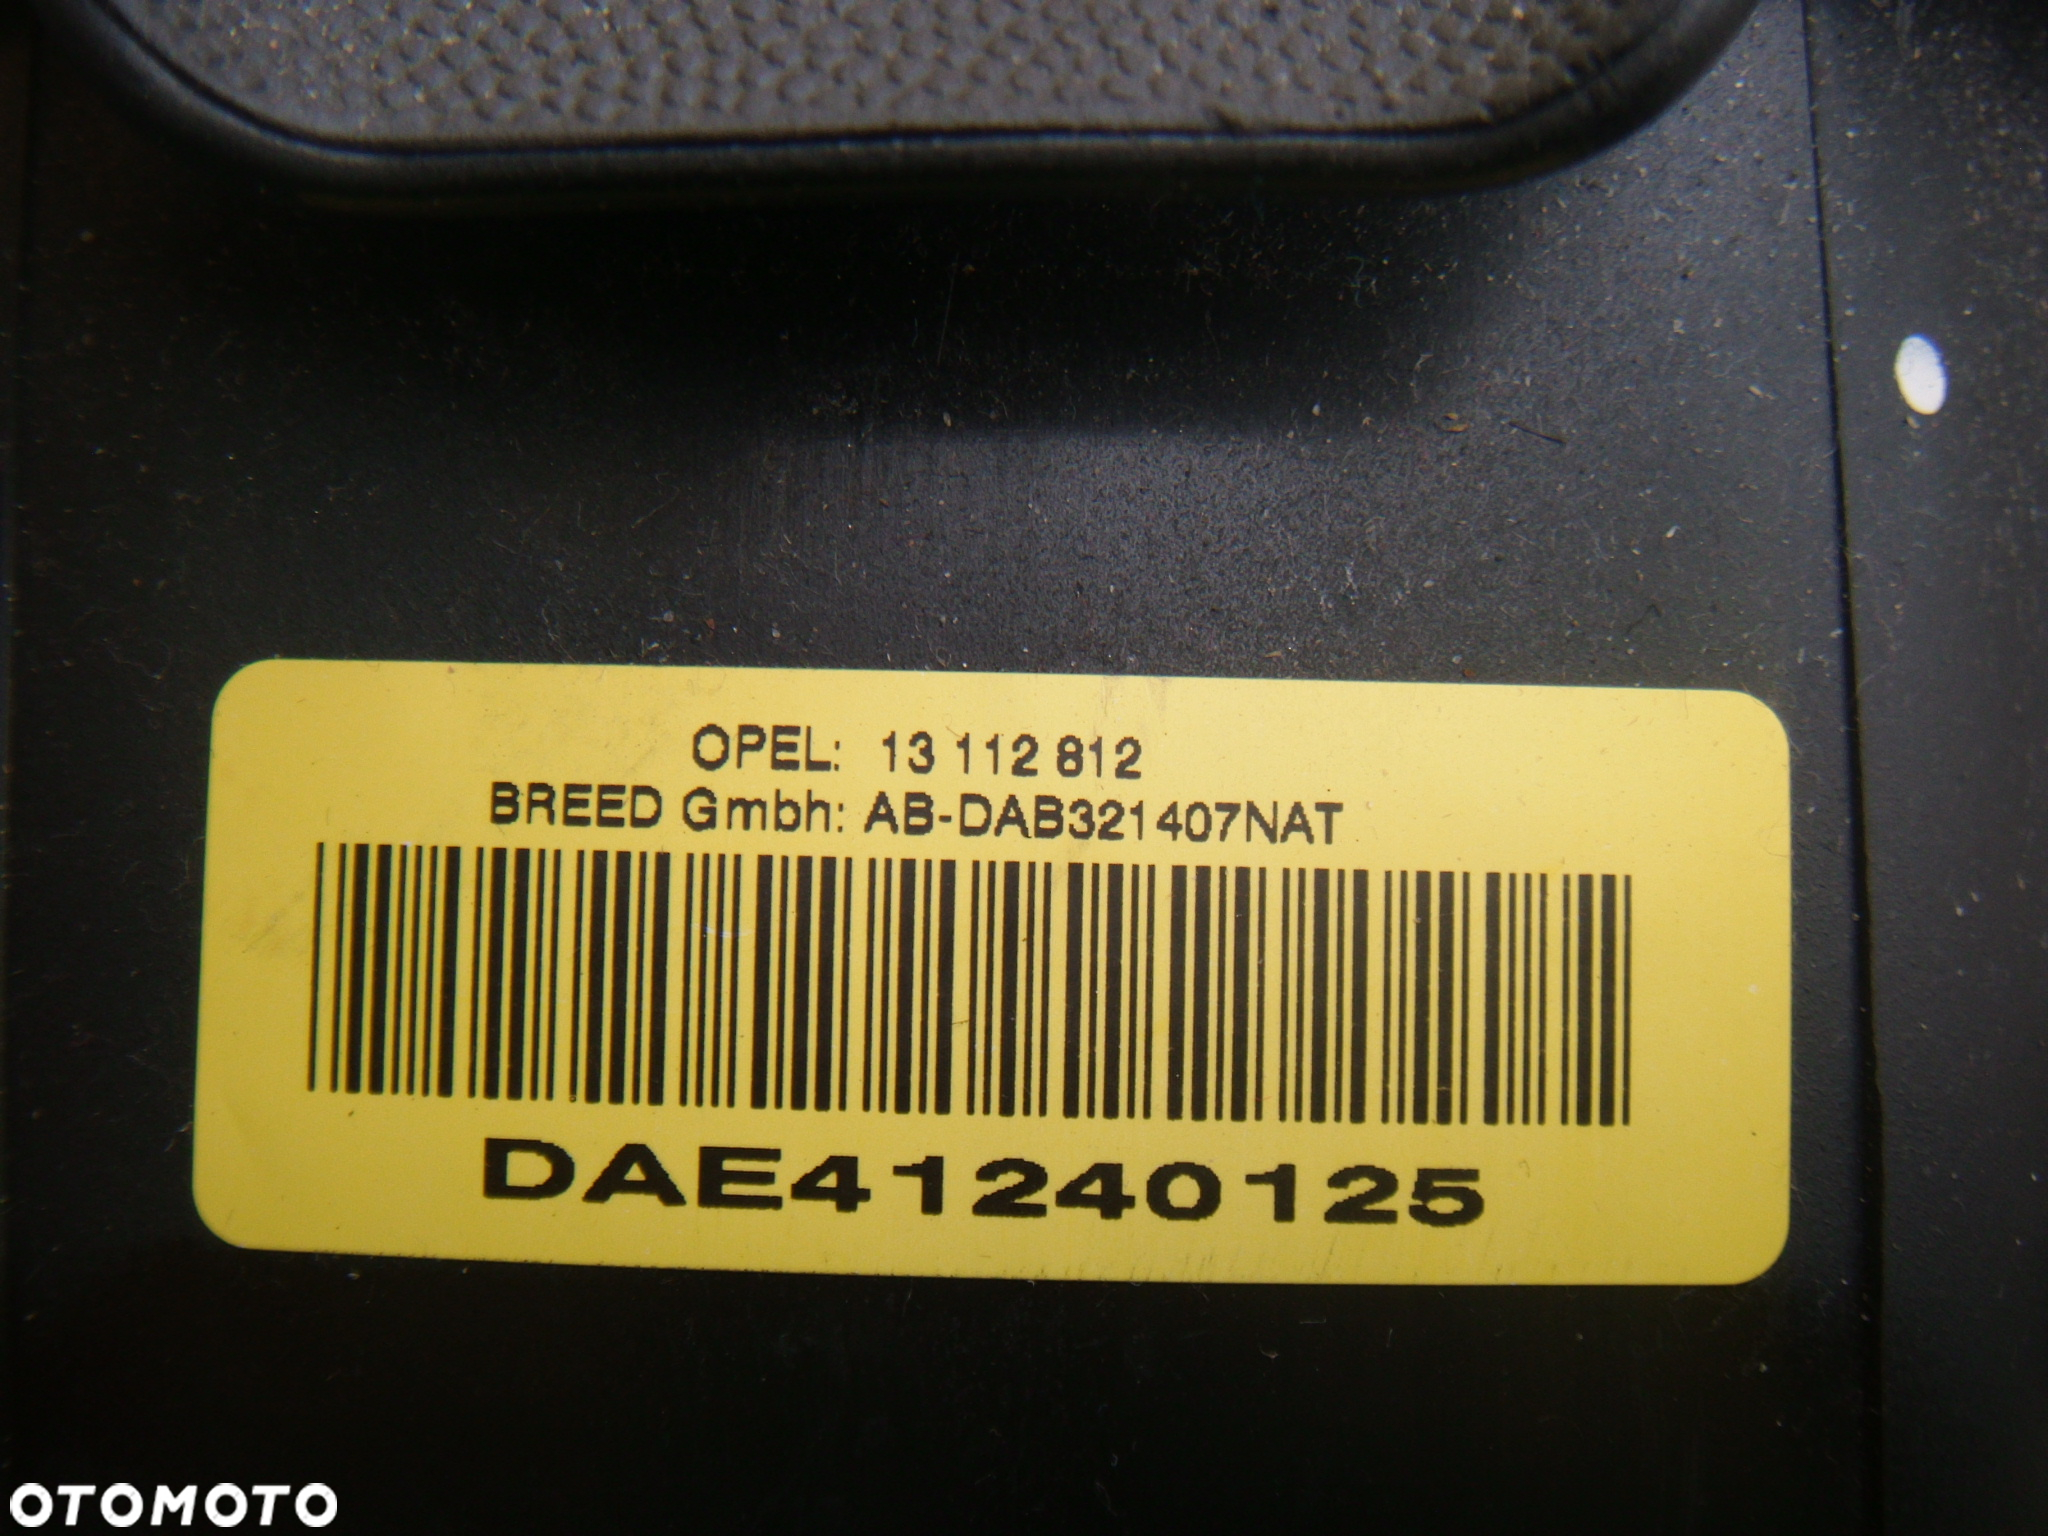 OPEL: 13 112 812
BREED Gmbh: AB-DAB321407NAT
DAE41240125
OTOMOTO